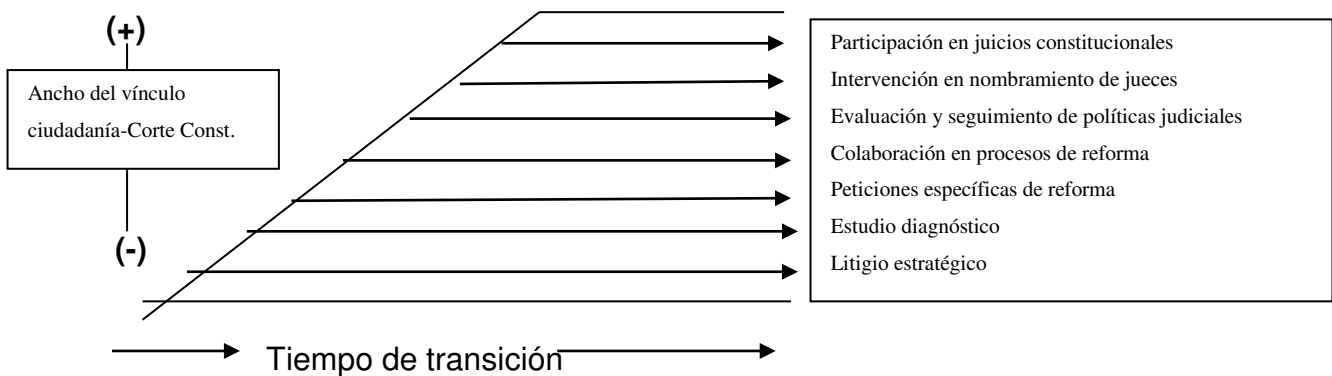 (+)
Ancho del vínculo
ciudadanía-Corte Const.
(-)
Participación en juicios constitucionales
Intervención en nombramiento de jueces
Evaluación y seguimiento de políticas judiciales
Colaboración en procesos de reforma
Peticiones específicas de reforma
Estudio diagnóstico
Litigio estratégico
Tiempo de transición